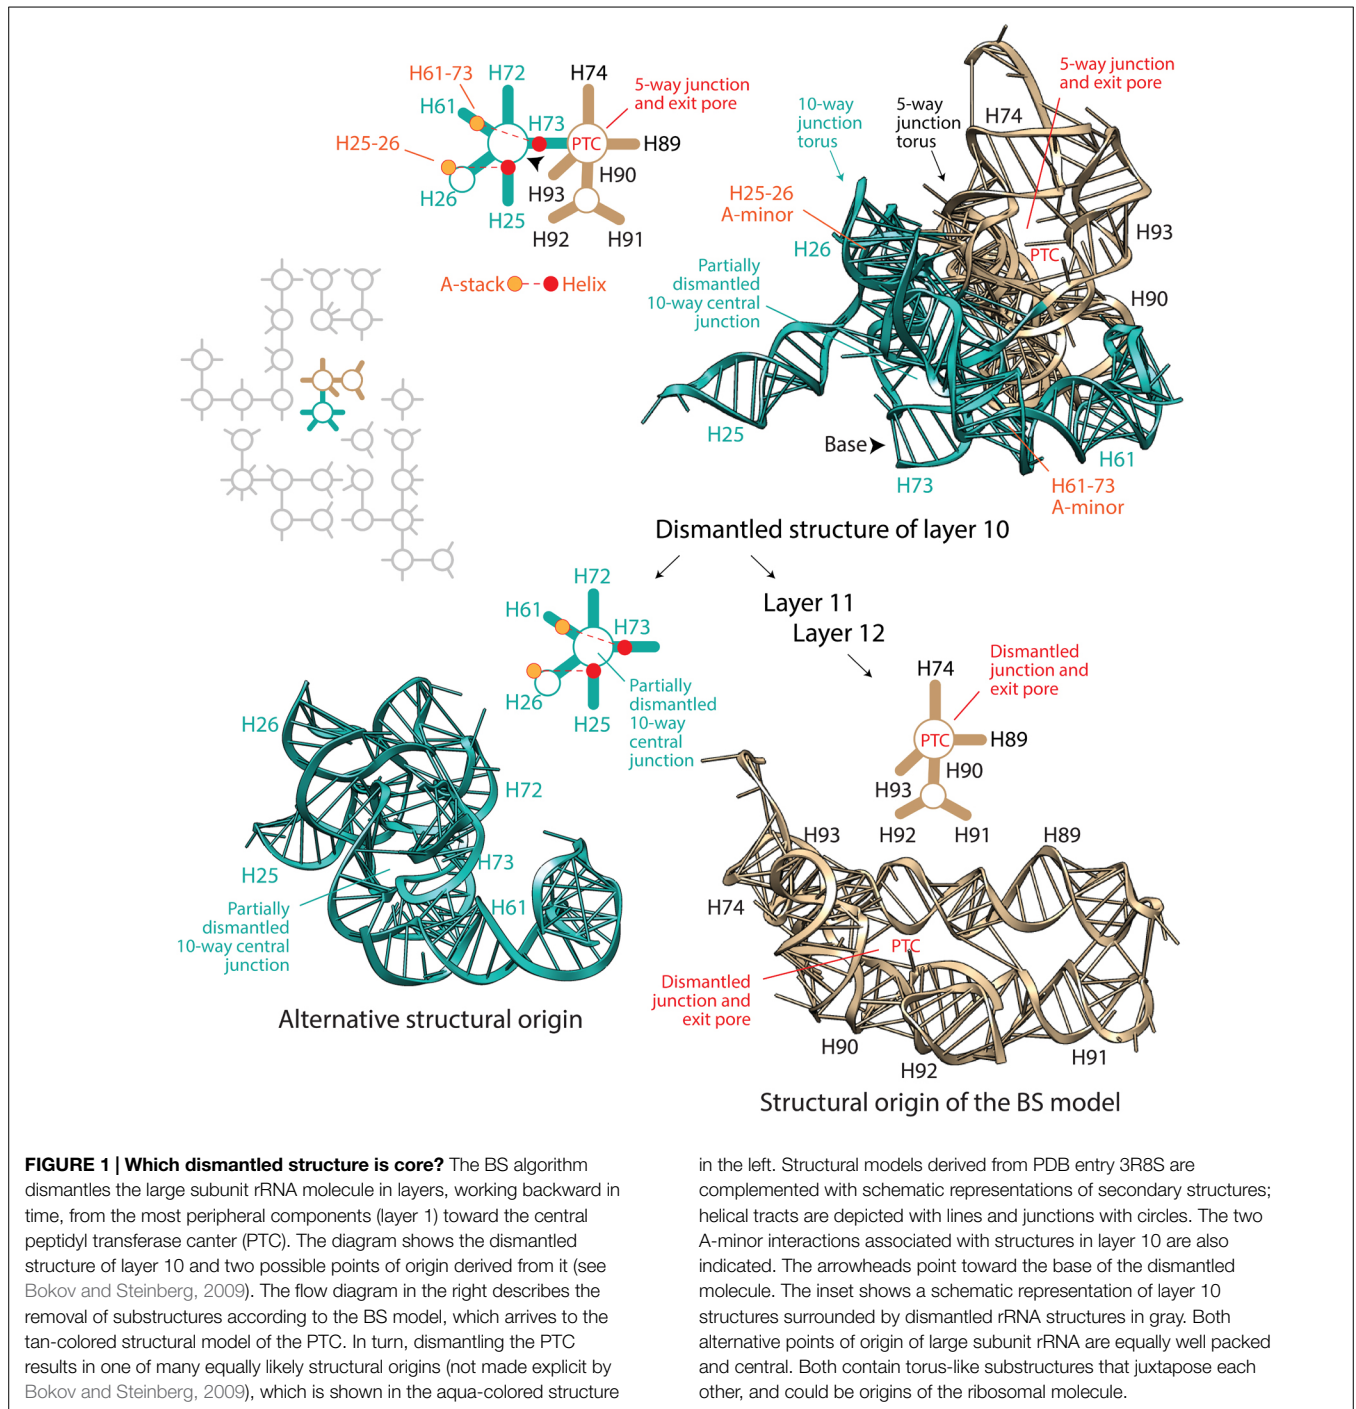 H61-73
H72
H74
5-way junction
and exit pore
H61
H73
H25-26
PTC
H89
H90
H26
H93
H25
H92
H91
A-stack
Helix
5-way junction
and exit pore
10-way
junction
torus
5-way
junction
torus
H74
H25-26
A-minor
H26
H93
PTC
Partially
dismantled
10-way central
junction
H90
H25
Base
H61
H73
H61-73
A-minor
Dismantled structure of layer 10
H72
H61
H73
H26
H25
Partially
dismantled
10-way
central
junction
Layer 11
Layer 12
Dismantled
junction and
exit pore
H74
PTC
H89
H90
H93
H92
H91
H26
H72
H25
H73
H61
Partially
dismantled
10-way central
junction
Alternative structural origin
H93
H89
H74
PTC
Dismantled
junction and
exit pore
H90
H92
H91
Structural origin of the BS model
FIGURE 1 | Which dismantled structure is core? The BS algorithm
dismantles the large subunit rRNA molecule in layers, working backward in
time, from the most peripheral components (layer 1) toward the central
peptidyl transferase canter (PTC). The diagram shows the dismantled
structure of layer 10 and two possible points of origin derived from it (see
Bokov and Steinberg, 2009). The flow diagram in the right describes the
removal of substructures according to the BS model, which arrives to the
tan-colored structural model of the PTC. In turn, dismantling the PTC
results in one of many equally likely structural origins (not made explicit by
Bokov and Steinberg, 2009), which is shown in the aqua-colored structure
in the left. Structural models derived from PDB entry 3R8S are
complemented with schematic representations of secondary structures;
helical tracts are depicted with lines and junctions with circles. The two
A-minor interactions associated with structures in layer 10 are also
indicated. The arrowheads point toward the base of the dismantled
molecule. The inset shows a schematic representation of layer 10
structures surrounded by dismantled rRNA structures in gray. Both
alternative points of origin of large subunit rRNA are equally well packed
and central. Both contain torus-like substructures that juxtapose each
other, and could be origins of the ribosomal molecule.